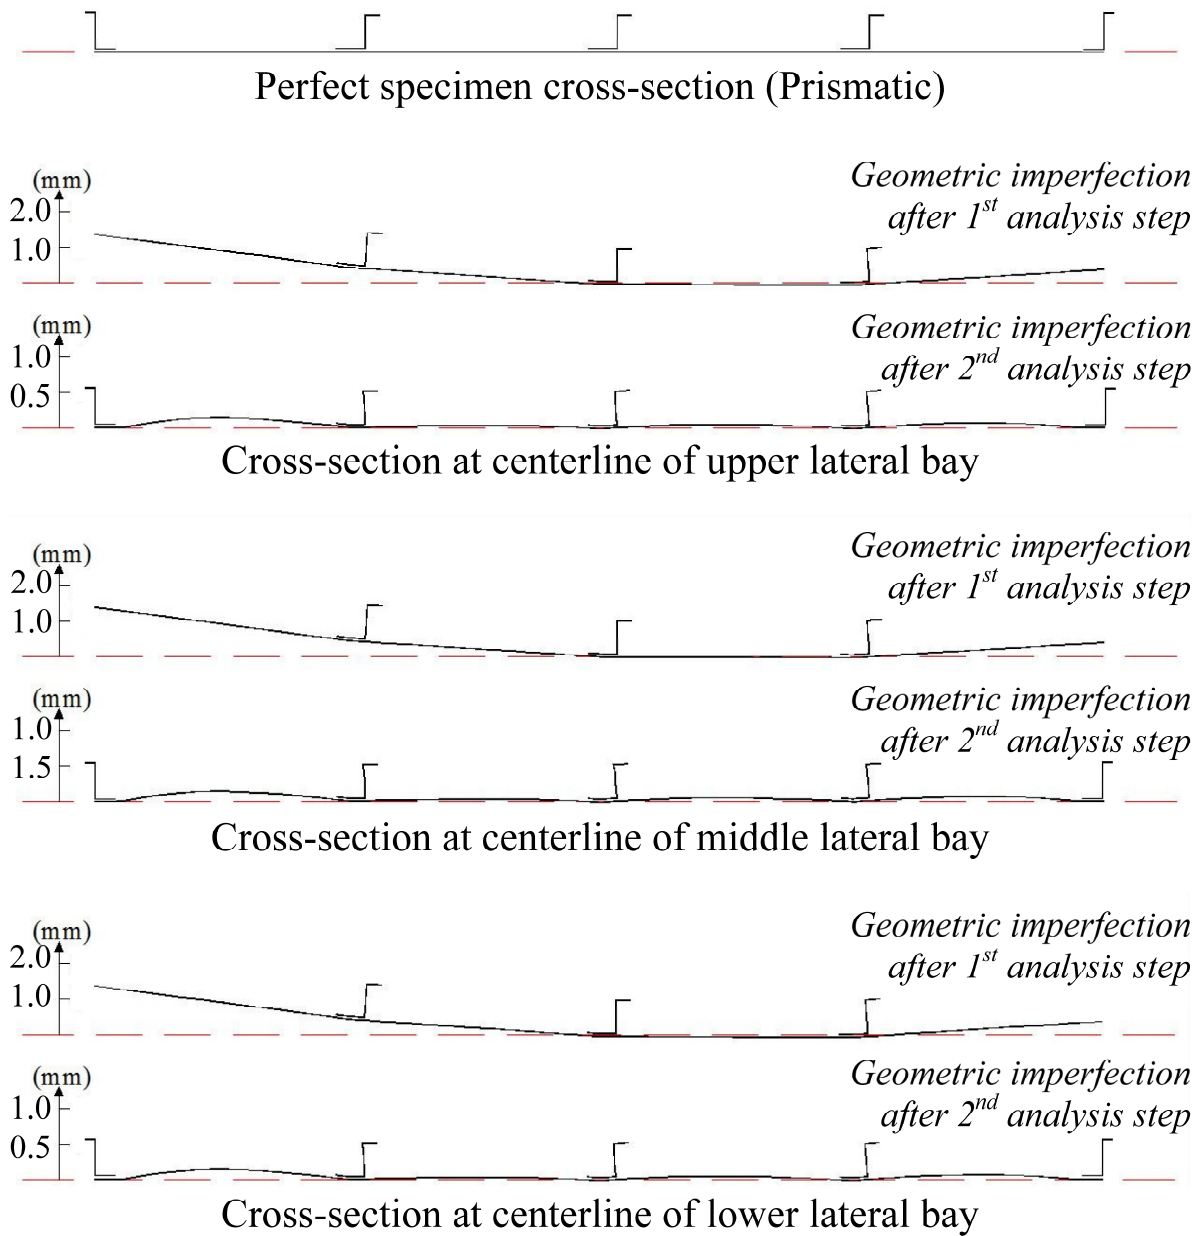 Perfect specimen cross-section (Prismatic)
(mm)
2.0
1.0
Geometric imperfection
after 1st analysis step
(mm)
1.0
0.5
Geometric imperfection
after 2nd analysis step
Cross-section at centerline of upper lateral bay
(mm)
2.0
1.0
Geometric imperfection
after 1st analysis step
(mm)
1.0
1.5
Geometric imperfection
after 2nd analysis step
Cross-section at centerline of middle lateral bay
(mm)
2.0
1.0
Geometric imperfection
after 1st analysis step
(mm)
1.0
0.5
Geometric imperfection
after 2nd analysis step
Cross-section at centerline of lower lateral bay